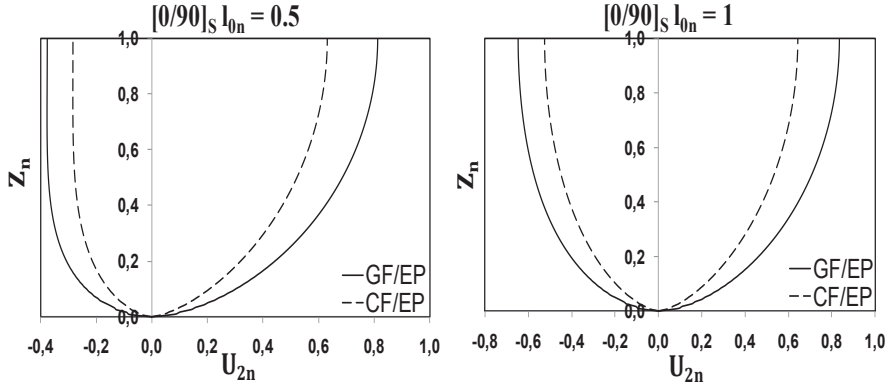 [0/90]S l0n = 0.5
1,0
0,8
0,6
0,4
0,2
0,0
Zn
GF/EP
CF/EP
-0,4 -0,2 0,0 0,2 0,4 0,6 0,8 1,0
U2n
[0/90]S l0n = 1
1,0
0,8
0,6
0,4
0,2
0,0
Zn
GF/EP
CF/EP
-0,8 -0,6 -0,4 -0,2 0,0 0,2 0,4 0,6 0,8 1,0
U2n